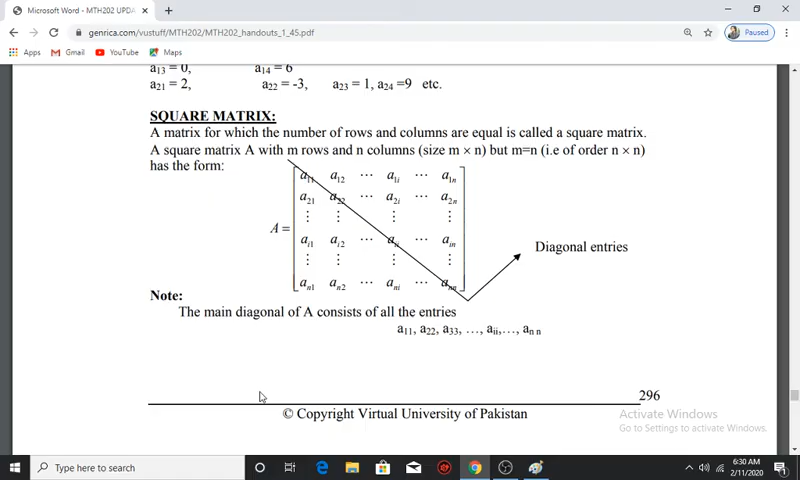 Microsoft Word - MTH202 UPDA
genrica.com/vustuff/MTH202/MTH202_handouts_1_45.pdf
Paused
Apps Gmail YouTube Maps
a13 = 0, a14 = 6
a21 = 2, a22 = -3, a23 = 1, a24 =9 etc.
SQUARE MATRIX:
A matrix for which the number of rows and columns are equal is called a square matrix.
A square matrix A with m rows and n columns (size m × n) but m=n (i.e of order n × n)
has the form:
a11 a12 ⋯ a1i ⋯ a1n
a21 a22 ⋯ a2i ⋯ a2n
⋮ ⋮ ⋮ ⋮
A = ai1 ai2 ⋯ aii ⋯ ain
Diagonal entries
⋮ ⋮ ⋮ ⋮
an1 an2 ⋯ ani ⋯ ann
Note:
The main diagonal of A consists of all the entries
a11, a22, a33, …, aii,…, an n
296
© Copyright Virtual University of Pakistan
Activate Windows
Go to Settings to activate Windows.
Type here to search
6:30 AM
2/11/2020